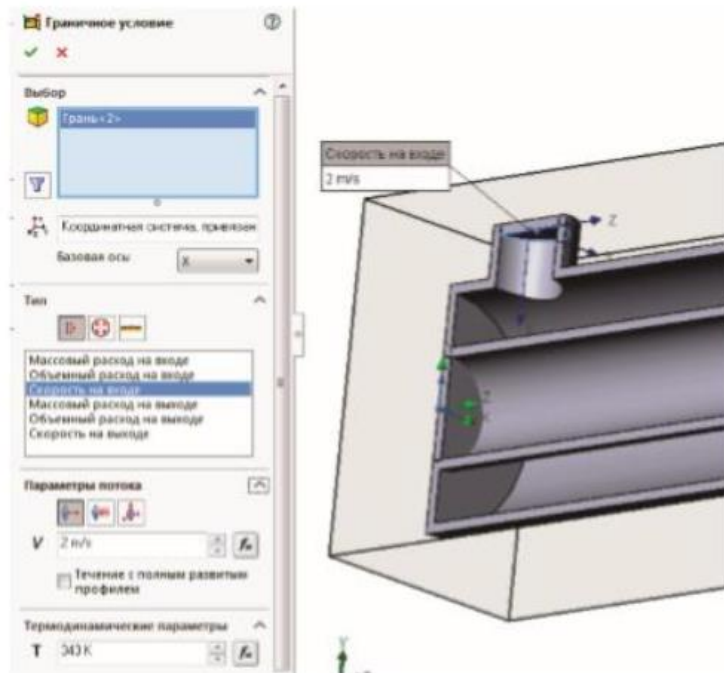 Граничное условие
Выбор
Грань<2>
Координатная система, привязан
Базовая ось
X
Тип
Массовый расход на входе
Объемный расход на входе
Скорость на входе
Массовый расход на выходе
Объемный расход на выходе
Скорость на выходе
Параметры потока
V 2 m/s
Течение с полным развитым
профилем
Термодинамические параметры
T 343 K
Скорость на входе
2 m/s
Z
Z
Y